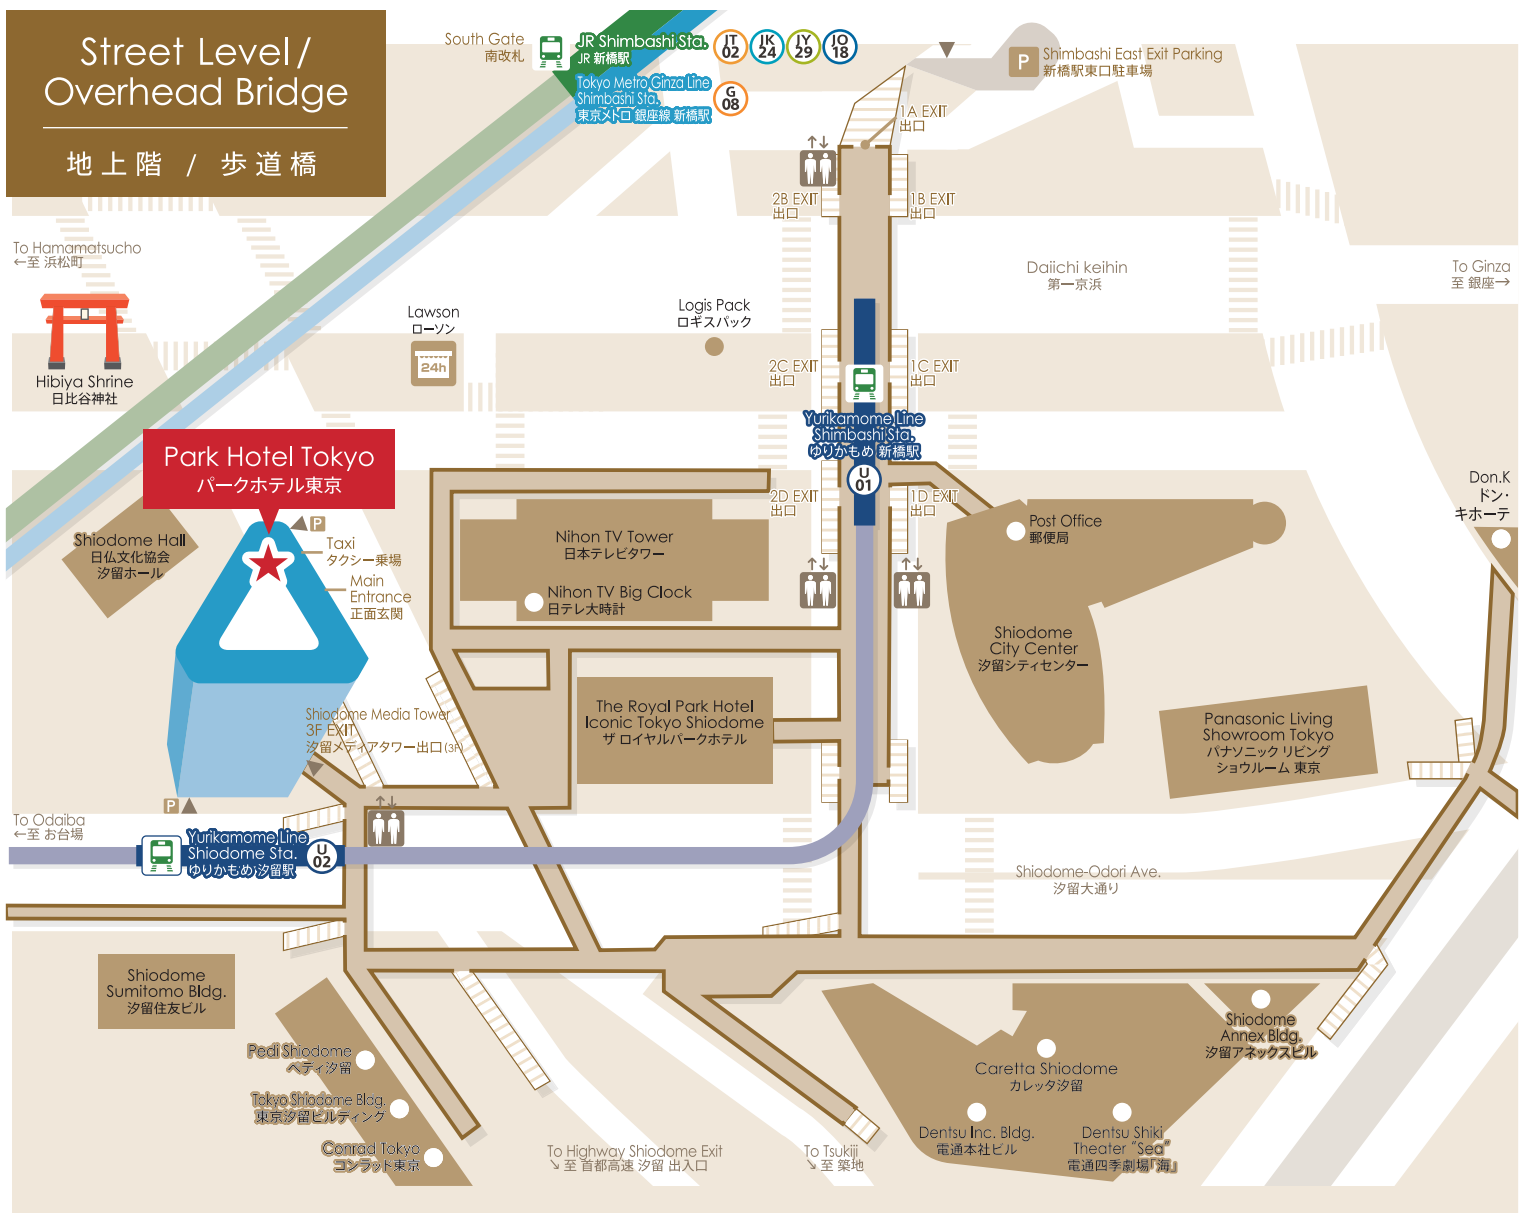 Street Level /
Overhead Bridge
地上階 / 歩道橋
South Gate
南改札
JR Shimbashi Sta.
JR 新橋駅
JT
02
JK
24
JY
29
JO
18
Tokyo Metro Ginza Line
Shimbashi Sta.
東京メトロ 銀座線 新橋駅
G
08
P
Shimbashi East Exit Parking
新橋駅東口駐車場
1A EXIT
出口
2B EXIT
出口
1B EXIT
出口
To Hamamatsucho
←至 浜松町
Daiichi keihin
第一京浜
To Ginza
至 銀座→
Hibiya Shrine
日比谷神社
Lawson
ローソン
24h
Logis Pack
ロギスパック
2C EXIT
出口
1C EXIT
出口
Yurikamome Line
Shimbashi Sta.
ゆりかもめ 新橋駅
U
01
Park Hotel Tokyo
パークホテル東京
2D EXIT
出口
1D EXIT
出口
Don.K
ドン・
キホーテ
Shiodome Hall
日仏文化協会
汐留ホール
P
Taxi
タクシー乗場
Main
Entrance
正面玄関
Nihon TV Tower
日本テレビタワー
Nihon TV Big Clock
日テレ大時計
Post Office
郵便局
Shiodome
City Center
汐留シティセンター
Shiodome Media Tower
3F EXIT
汐留メディアタワー出口(3F)
The Royal Park Hotel
Iconic Tokyo Shiodome
ザ ロイヤルパークホテル
Panasonic Living
Showroom Tokyo
パナソニック リビング
ショウルーム 東京
P
To Odaiba
←至 お台場
Yurikamome Line
Shiodome Sta.
ゆりかもめ 汐留駅
U
02
Shiodome-Odori Ave.
汐留大通り
Shiodome
Sumitomo Bldg.
汐留住友ビル
Pedi Shiodome
ペディ汐留
Tokyo Shiodome Bldg.
東京汐留ビルディング
Conrad Tokyo
コンラッド東京
To Highway Shiodome Exit
↘ 至 首都高速 汐留 出入口
To Tsukiji
↘ 至 築地
Caretta Shiodome
カレッタ汐留
Dentsu Inc. Bldg.
電通本社ビル
Dentsu Shiki
Theater "Sea"
電通四季劇場「海」
Shiodome
Annex Bldg.
汐留アネックスビル